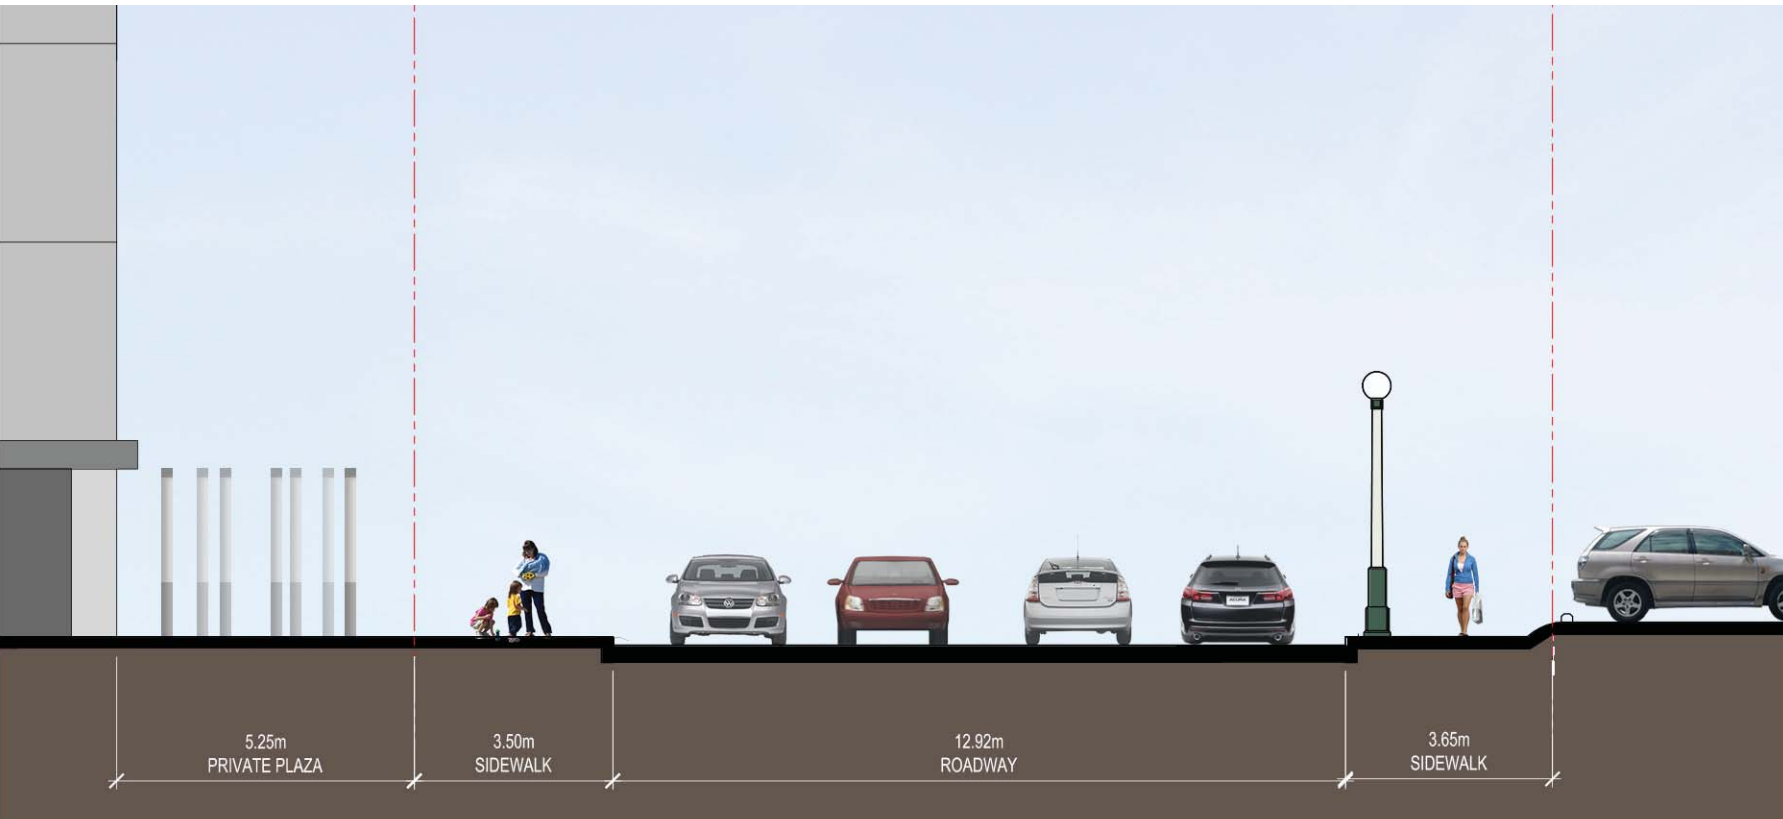 5.25m
PRIVATE PLAZA
3.50m
SIDEWALK
12.92m
ROADWAY
3.65m
SIDEWALK